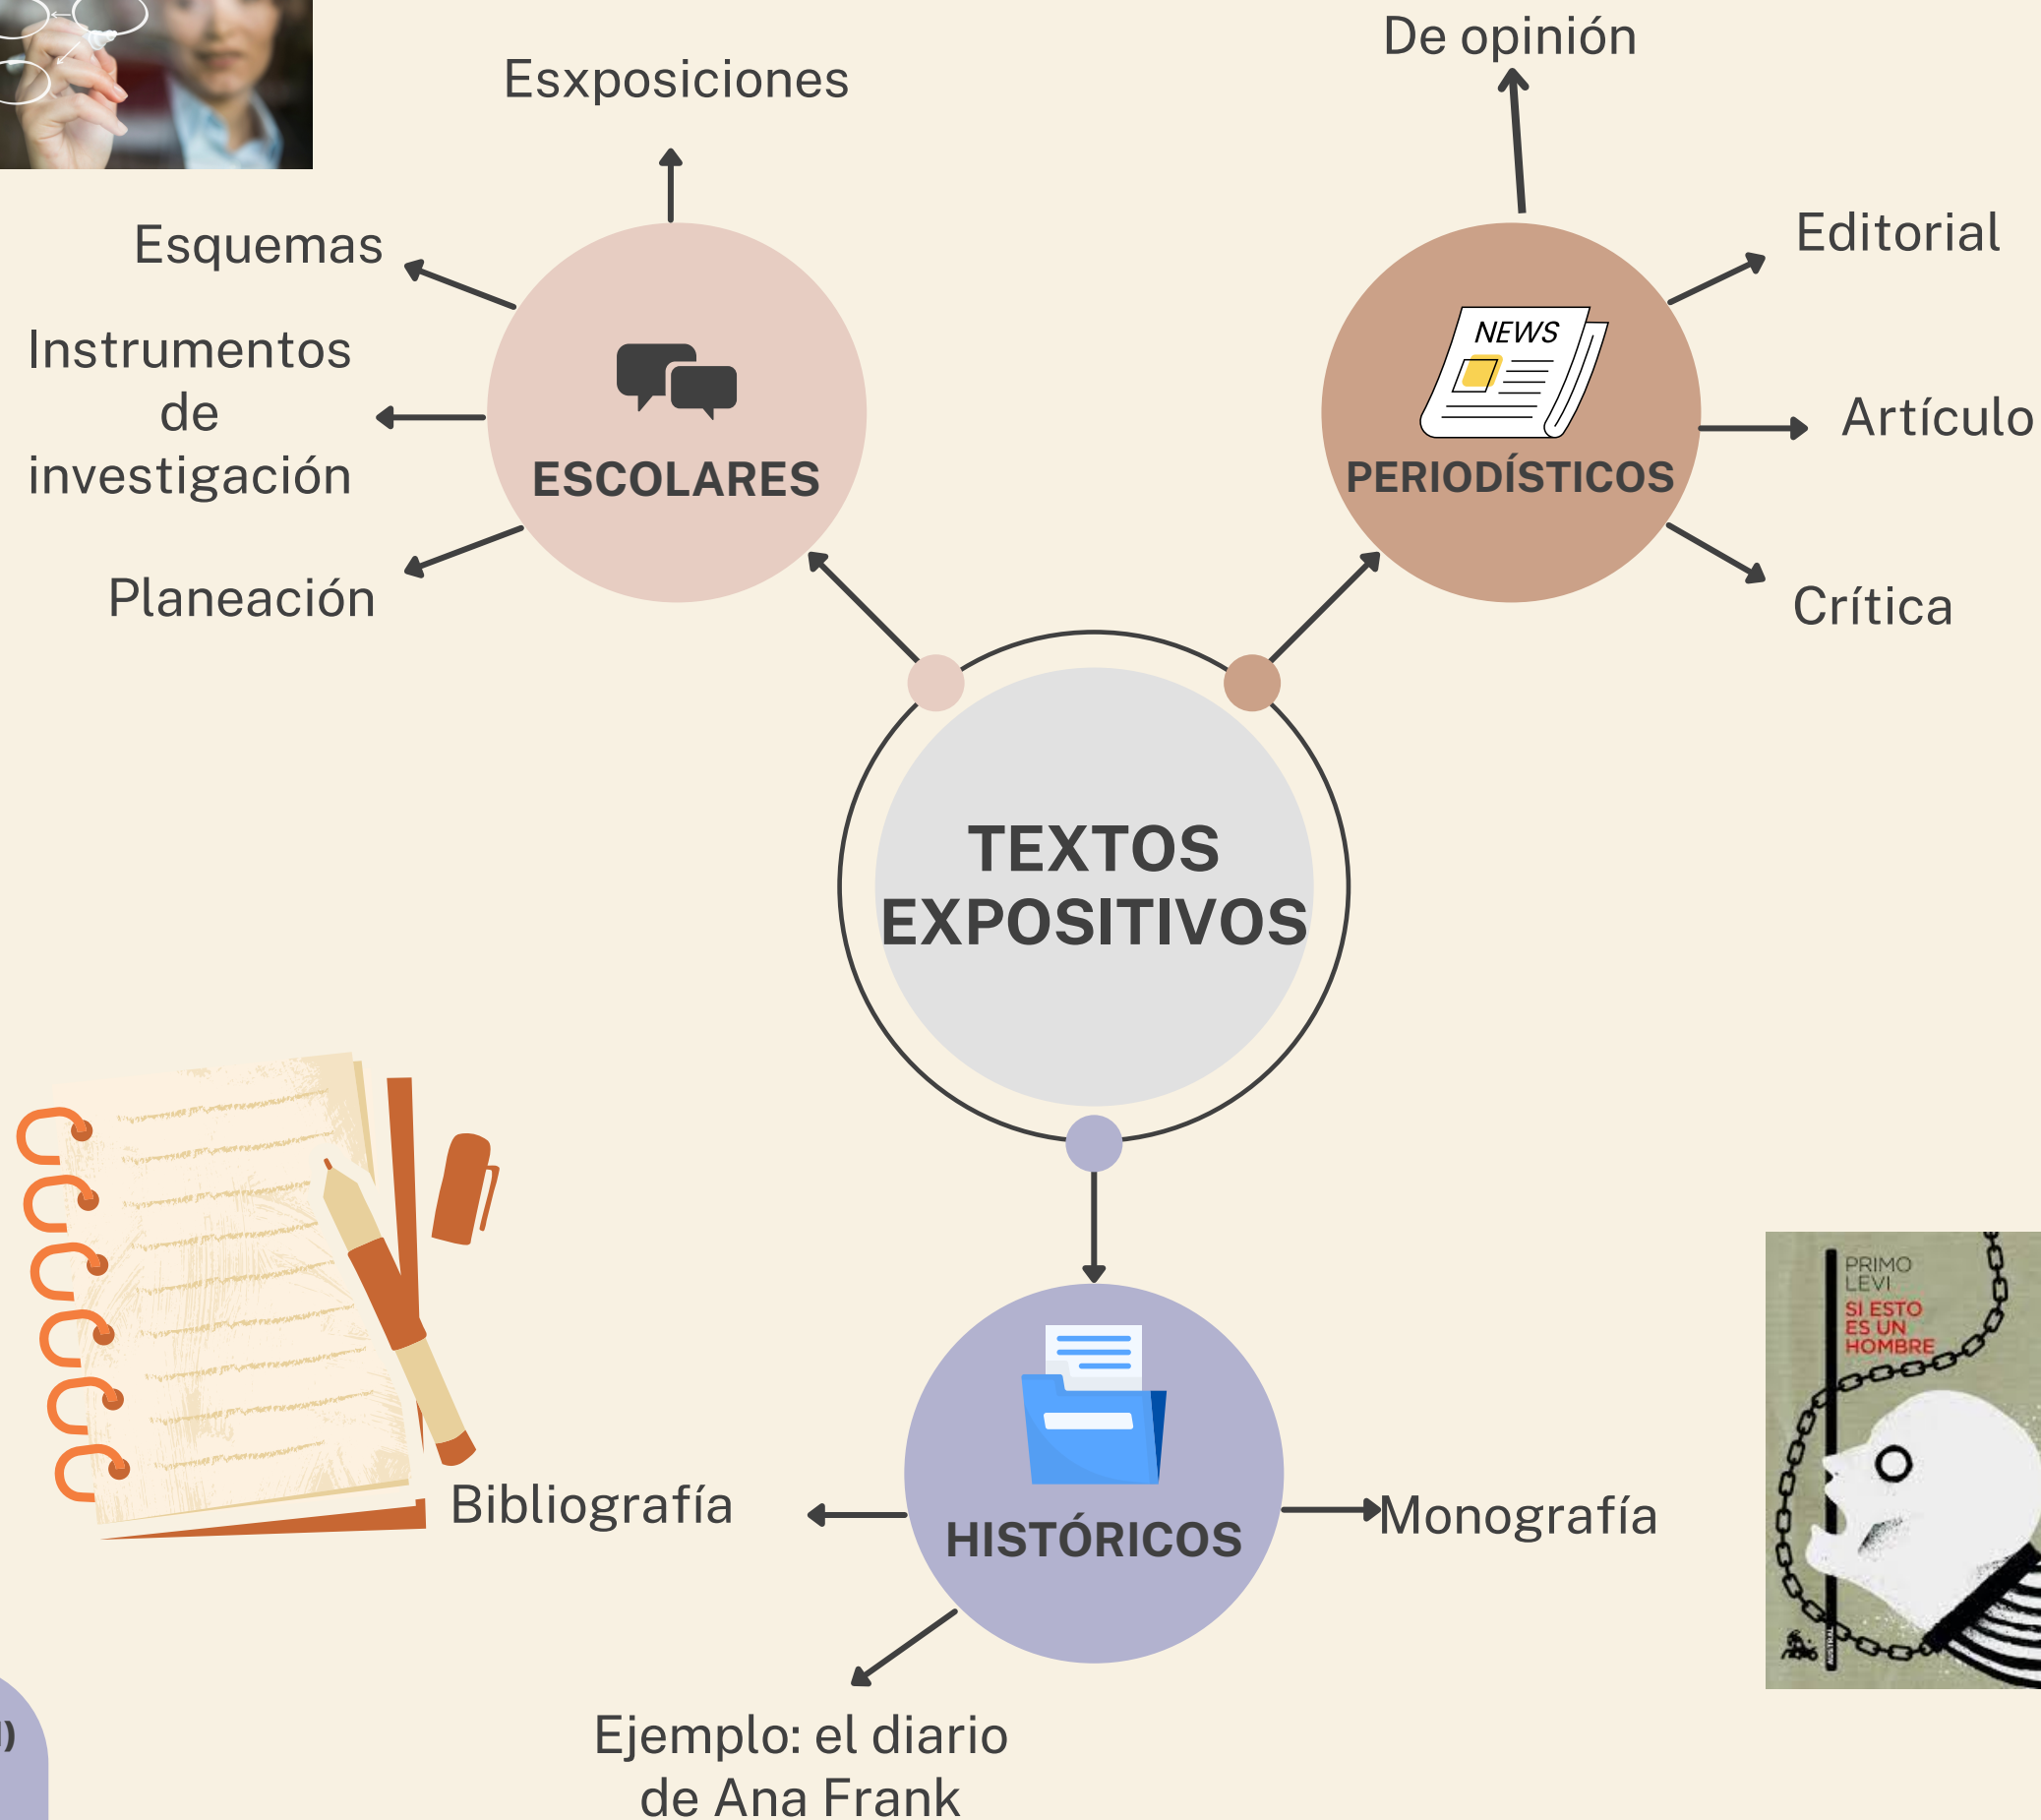 De opinión
Esxposiciones
Esquemas
Editorial
Instrumentos
de
investigación
NEWS
Artículo
ESCOLARES
PERIODÍSTICOS
Planeación
Crítica
TEXTOS
EXPOSITIVOS
PRIMO
LEVI
SI ESTO
ES UN
HOMBRE
Bibliografía
HISTÓRICOS
Monografía
AUSTRAL
Ejemplo: el diario
de Ana Frank